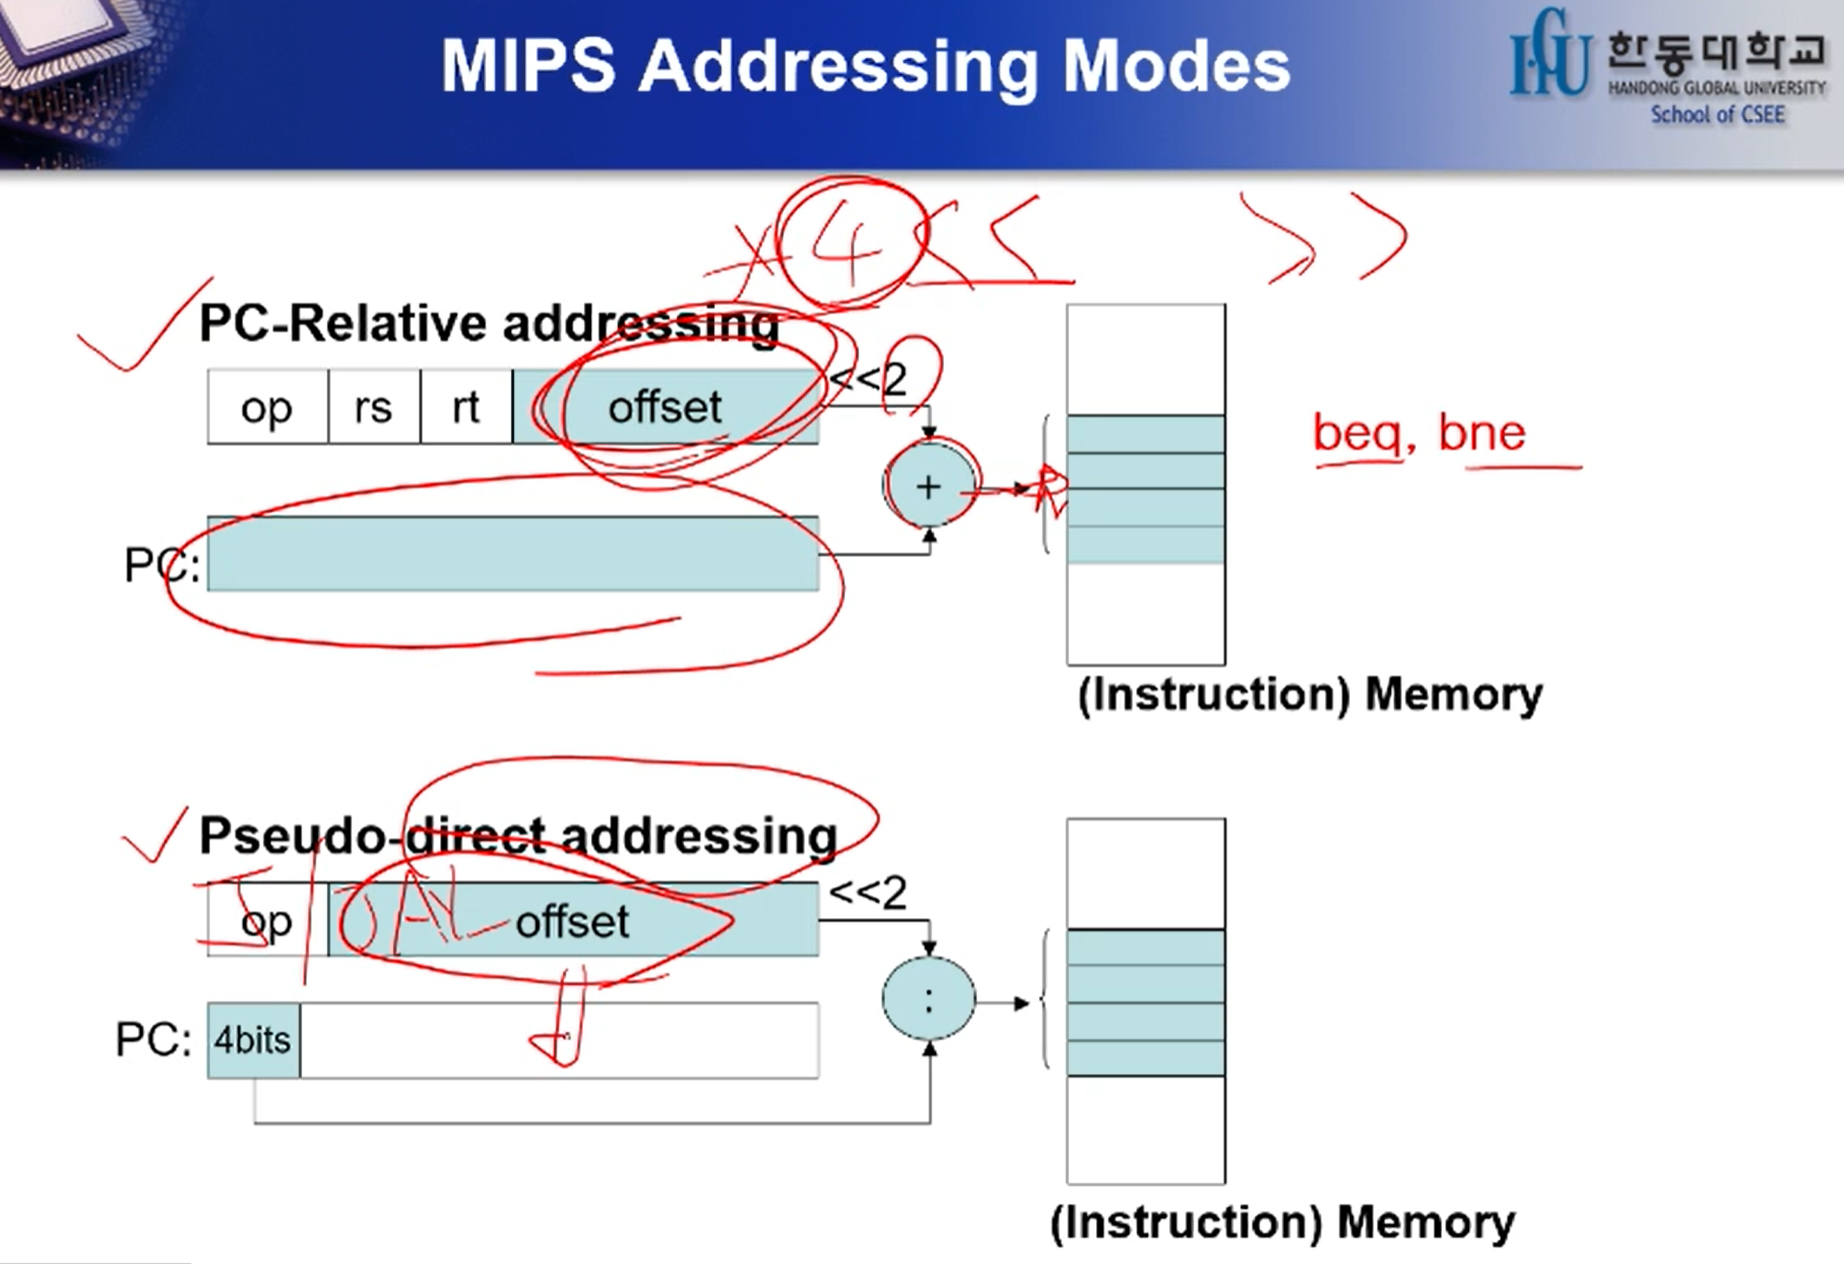 MIPS Addressing Modes
한동대학교
HANDONG GLOBAL UNIVERSITY
School of CSEE
× 4 << >>
PC-Relative addressing
op rs rt offset <<2
+
beq, bne
PC:
(Instruction) Memory
Pseudo-direct addressing
op offset <<2
J / JAL
:
PC: 4bits
(Instruction) Memory